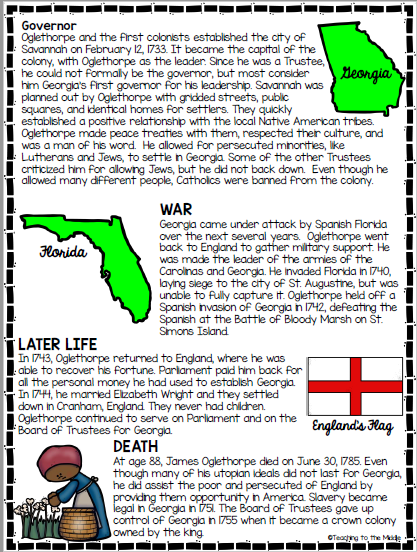 Governor
Oglethorpe and the first colonists established the city of
Savannah on February 12, 1733. It became the capital of the
colony, with Oglethorpe as the leader. Since he was a Trustee,
he could not formally be the governor, but most consider
him Georgia's first governor for his leadership. Savannah was
planned out by Oglethorpe with gridded streets, public
squares, and identical homes for settlers. They quickly
established a positive relationship with the local Native American tribes.
Oglethorpe made peace treaties with them, respected their culture, and
was a man of his word. He allowed for persecuted minorities, like
Lutherans and Jews, to settle in Georgia. Some of the other Trustees
criticized him for allowing Jews, but he did not back down. Even though he
allowed many different people, Catholics were banned from the colony.
Georgia
WAR
Georgia came under attack by Spanish Florida
over the next several years. Oglethorpe went
back to England to gather military support. He
was made the leader of the armies of the
Carolinas and Georgia. He invaded Florida in 1740,
laying siege to the city of St. Augustine, but was
unable to fully capture it. Oglethorpe held off a
Spanish invasion of Georgia in 1742, defeating the
Spanish at the Battle of Bloody Marsh on St.
Simons Island.
Florida
LATER LIFE
In 1743, Oglethorpe returned to England, where he was
able to recover his fortune. Parliament paid him back for
all the personal money he had used to establish Georgia.
In 1744, he married Elizabeth Wright and they settled
down in Cranham, England. They never had children.
Oglethorpe continued to serve on Parliament and on the
Board of Trustees for Georgia.
England's Flag
DEATH
At age 88, James Oglethorpe died on June 30, 1785. Even
though many of his utopian ideals did not last for Georgia,
he did assist the poor and persecuted of England by
providing them opportunity in America. Slavery became
legal in Georgia in 1751. The Board of Trustees gave up
control of Georgia in 1755 when it became a crown colony
owned by the king.
©Teaching to the Middle